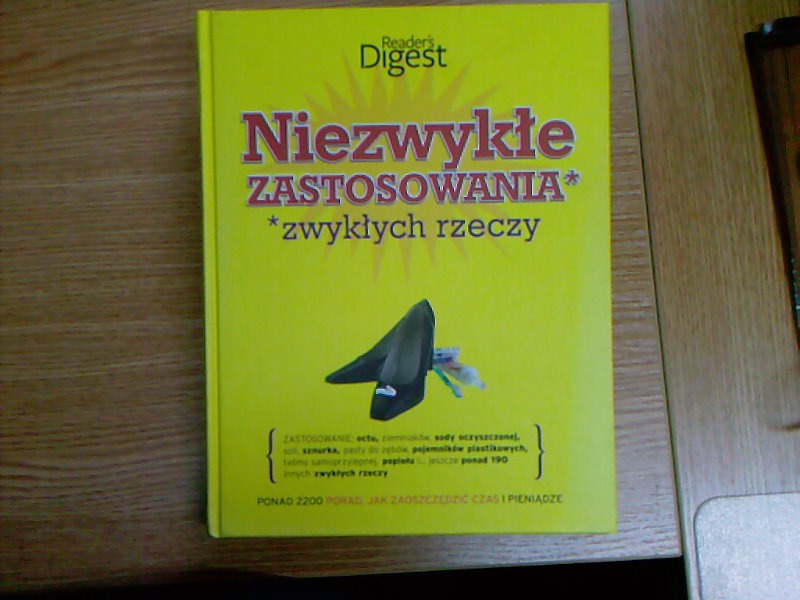 Reader's
Digest
Niezwykłe
ZASTOSOWANIA*
*zwykłych rzeczy
ZASTOSOWANIE: octu, ziemniaków, sody oczyszczonej,
soli, sznurka, pasty do zębów, pojemników plastikowych,
taśmy samoprzylepnej, popiołu i... jeszcze ponad 190
innych zwykłych rzeczy
PONAD 2200 PORAD, JAK ZAOSZCZĘDZIĆ CZAS I PIENIĄDZE